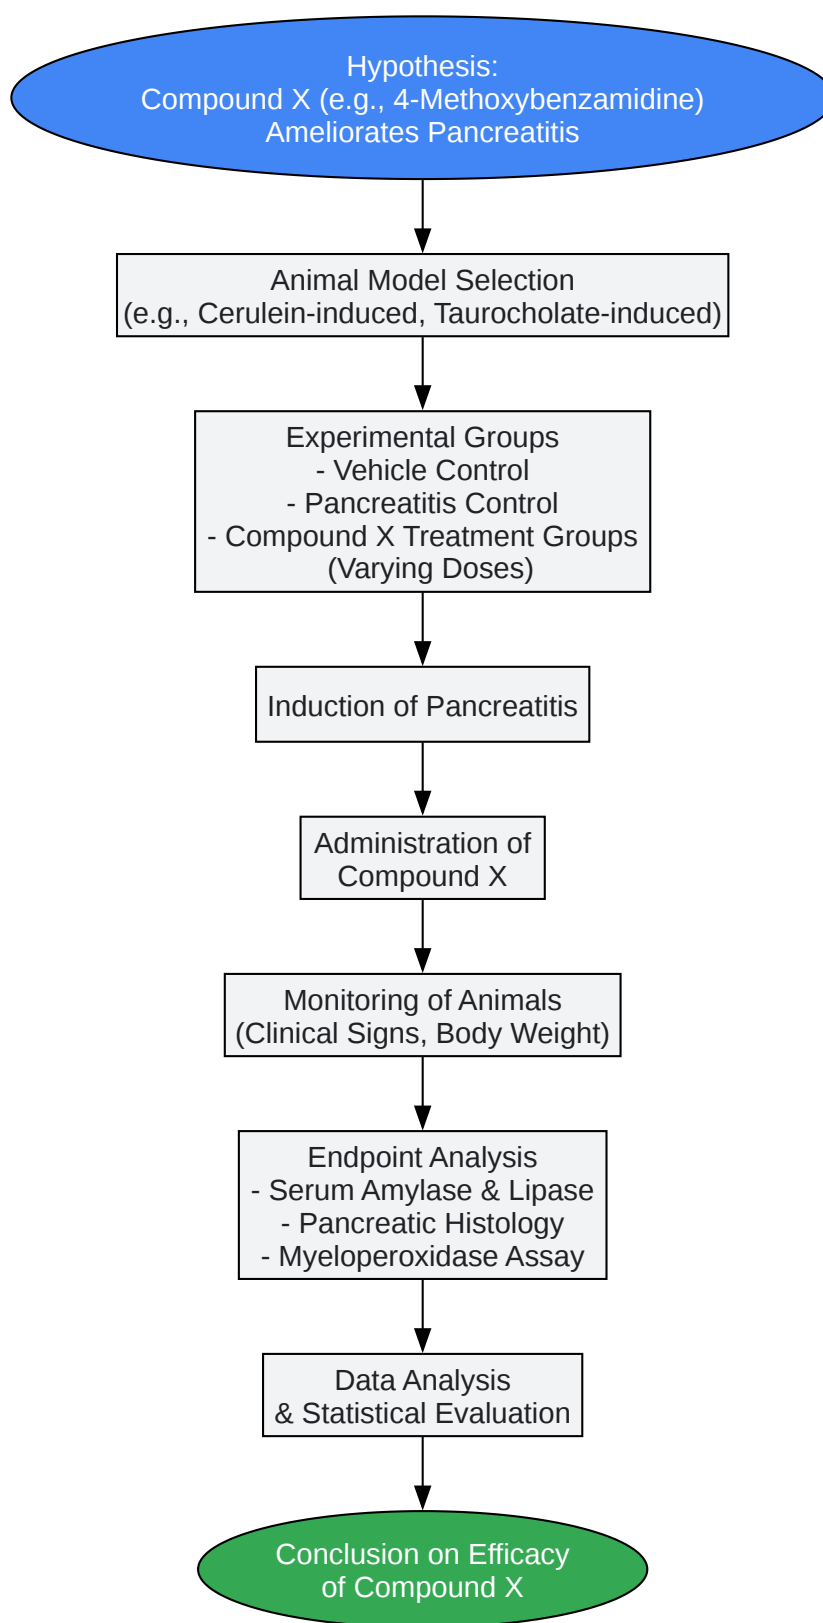 Hypothesis:
Compound X (e.g., 4-Methoxybenzamidine)
Ameliorates Pancreatitis
Animal Model Selection
(e.g., Cerulein-induced, Taurocholate-induced)
Experimental Groups
- Vehicle Control
- Pancreatitis Control
- Compound X Treatment Groups
(Varying Doses)
Induction of Pancreatitis
Administration of
Compound X
Monitoring of Animals
(Clinical Signs, Body Weight)
Endpoint Analysis
- Serum Amylase & Lipase
- Pancreatic Histology
- Myeloperoxidase Assay
Data Analysis
& Statistical Evaluation
Conclusion on Efficacy
of Compound X